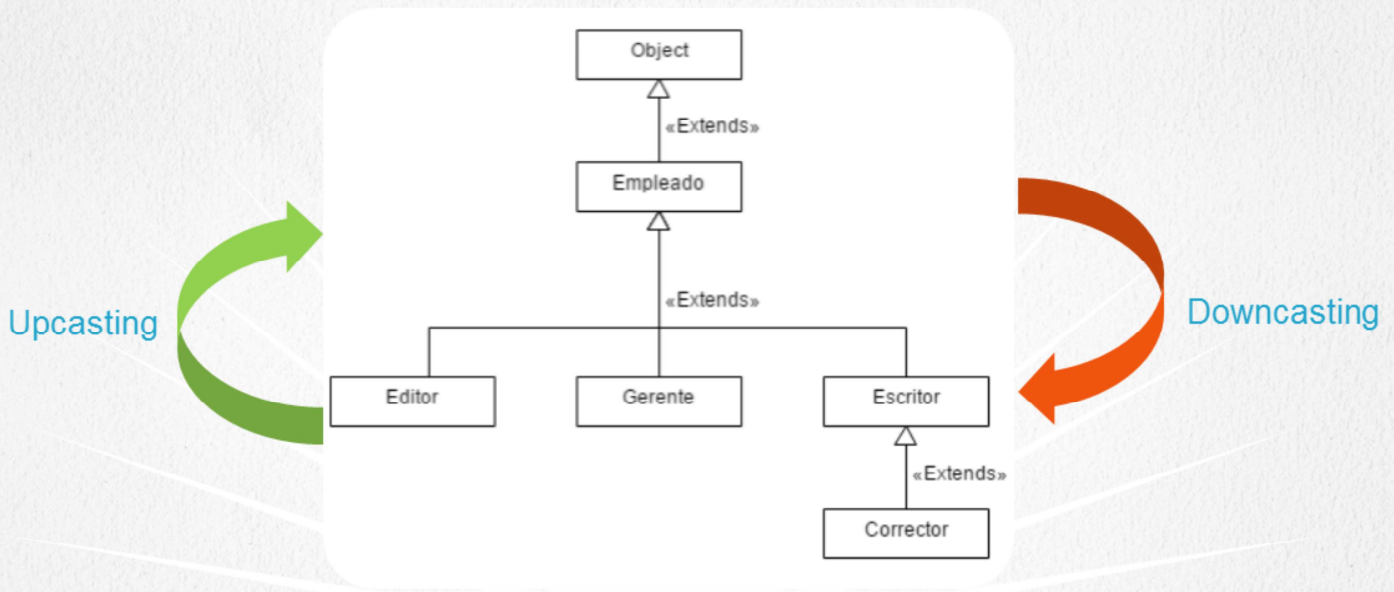 Object
«Extends»
Empleado
«Extends»
Upcasting
Downcasting
Editor
Gerente
Escritor
«Extends»
Corrector